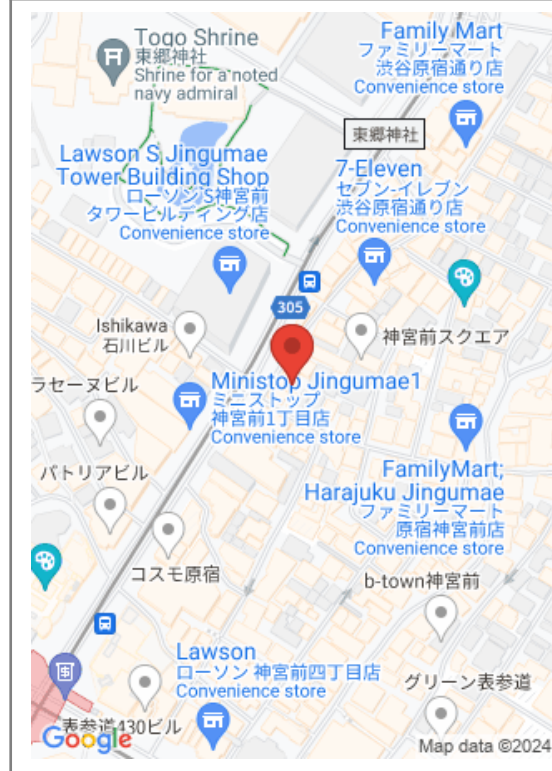 Togo Shrine
東郷神社
Shrine for a noted
navy admiral
Family Mart
ファミリーマート
渋谷原宿通り店
Convenience store
東郷神社
Lawson S Jingumae
Tower Building Shop
ローソン S神宮前
タワービルディング店
Convenience store
7-Eleven
セブン-イレブン
渋谷原宿通り店
Convenience store
305
Ishikawa
石川ビル
神宮前スクエア
ラセーヌビル
Ministop Jingumae1
ミニストップ
神宮前1丁目店
Convenience store
パトリアビル
FamilyMart;
Harajuku Jingumae
ファミリーマート
原宿神宮前店
Convenience store
コスモ原宿
b-town神宮前
Lawson
ローソン 神宮前四丁目店
Convenience store
グリーン表参道
表参道430ビル
Google
Map data ©2024